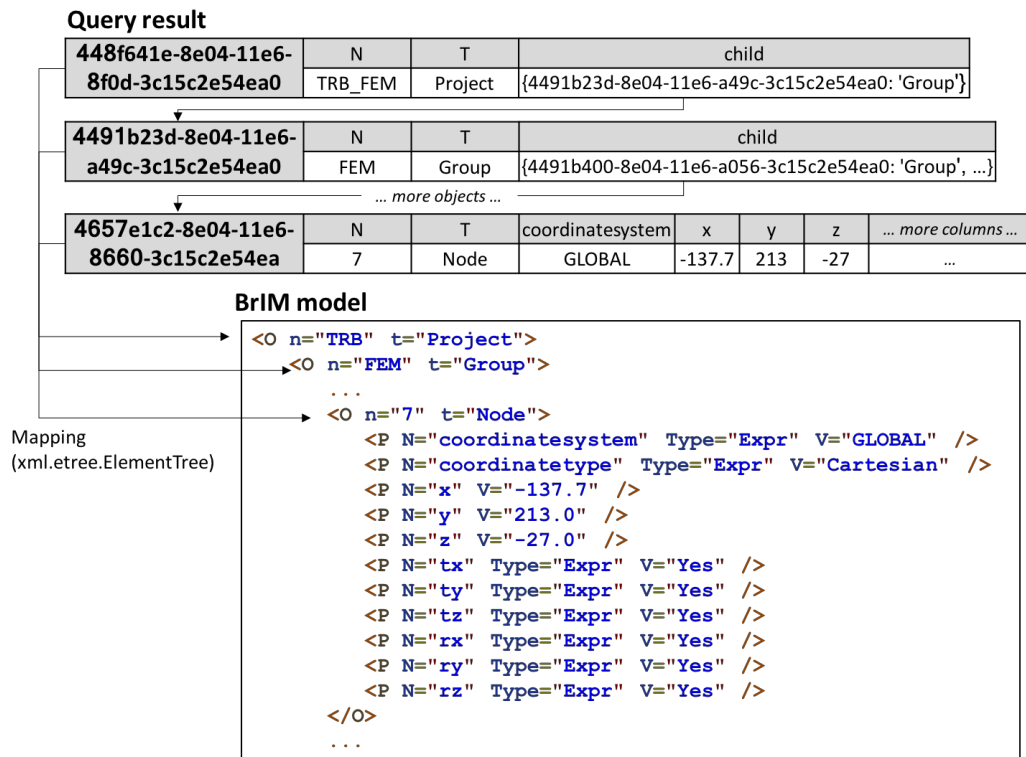 Query result
448f641e-8e04-11e6-8f0d-3c15c2e54ea0 N T child
TRB_FEM Project {4491b23d-8e04-11e6-a49c-3c15c2e54ea0: 'Group'}
4491b23d-8e04-11e6-a49c-3c15c2e54ea0 N T child
FEM Group {4491b400-8e04-11e6-a056-3c15c2e54ea0: 'Group', ...}
... more objects ...
4657e1c2-8e04-11e6-8660-3c15c2e54ea N T coordinatesystem x y z ... more columns ...
7 Node GLOBAL -137.7 213 -27 ...
BrIM model
<O n="TRB" t="Project">
<O n="FEM" t="Group">
...
<O n="7" t="Node">
<P N="coordinatesystem" Type="Expr" V="GLOBAL" />
<P N="coordinatetype" Type="Expr" V="Cartesian" />
<P N="x" V="-137.7" />
<P N="y" V="213.0" />
<P N="z" V="-27.0" />
<P N="tx" Type="Expr" V="Yes" />
<P N="ty" Type="Expr" V="Yes" />
<P N="tz" Type="Expr" V="Yes" />
<P N="rx" Type="Expr" V="Yes" />
<P N="ry" Type="Expr" V="Yes" />
<P N="rz" Type="Expr" V="Yes" />
</O>
...
Mapping
(xml.etree.ElementTree)